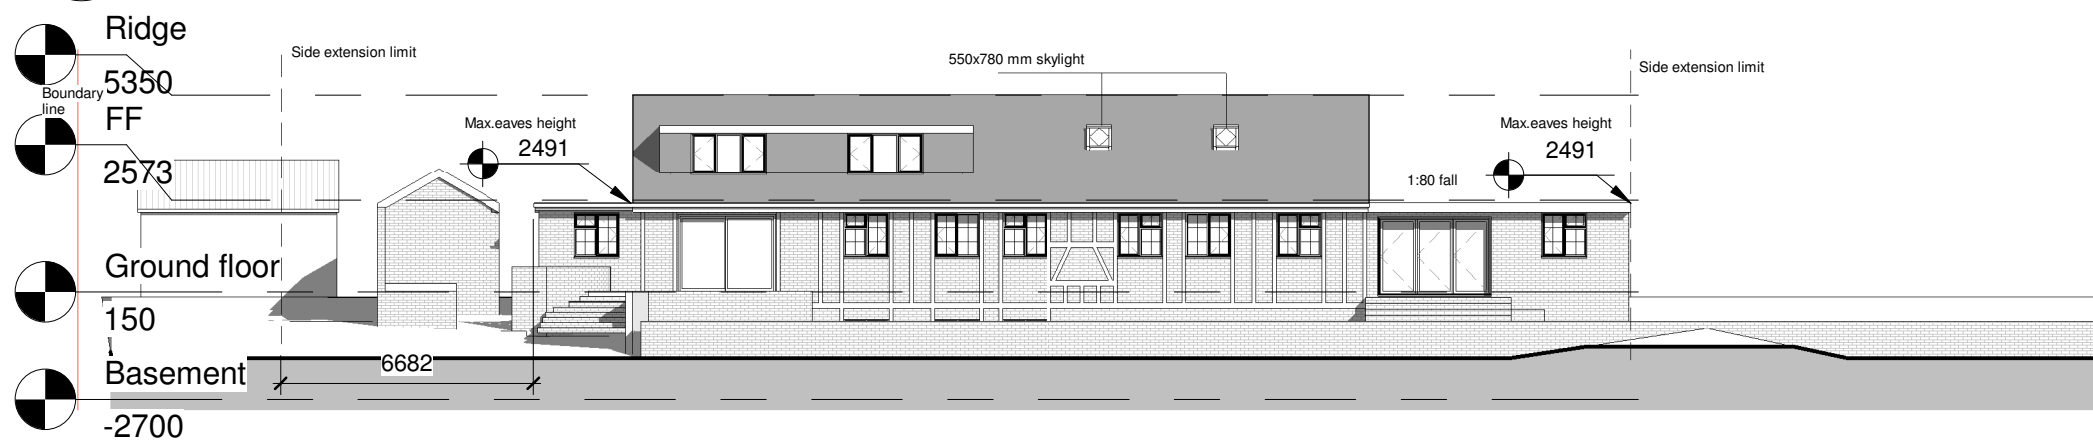 Ridge
5350
Boundary
line
FF
2573
Ground floor
150
Basement
-2700
Side extension limit
Max.eaves height
2491
6682
550x780 mm skylight
Max.eaves height
2491
1:80 fall
Side extension limit